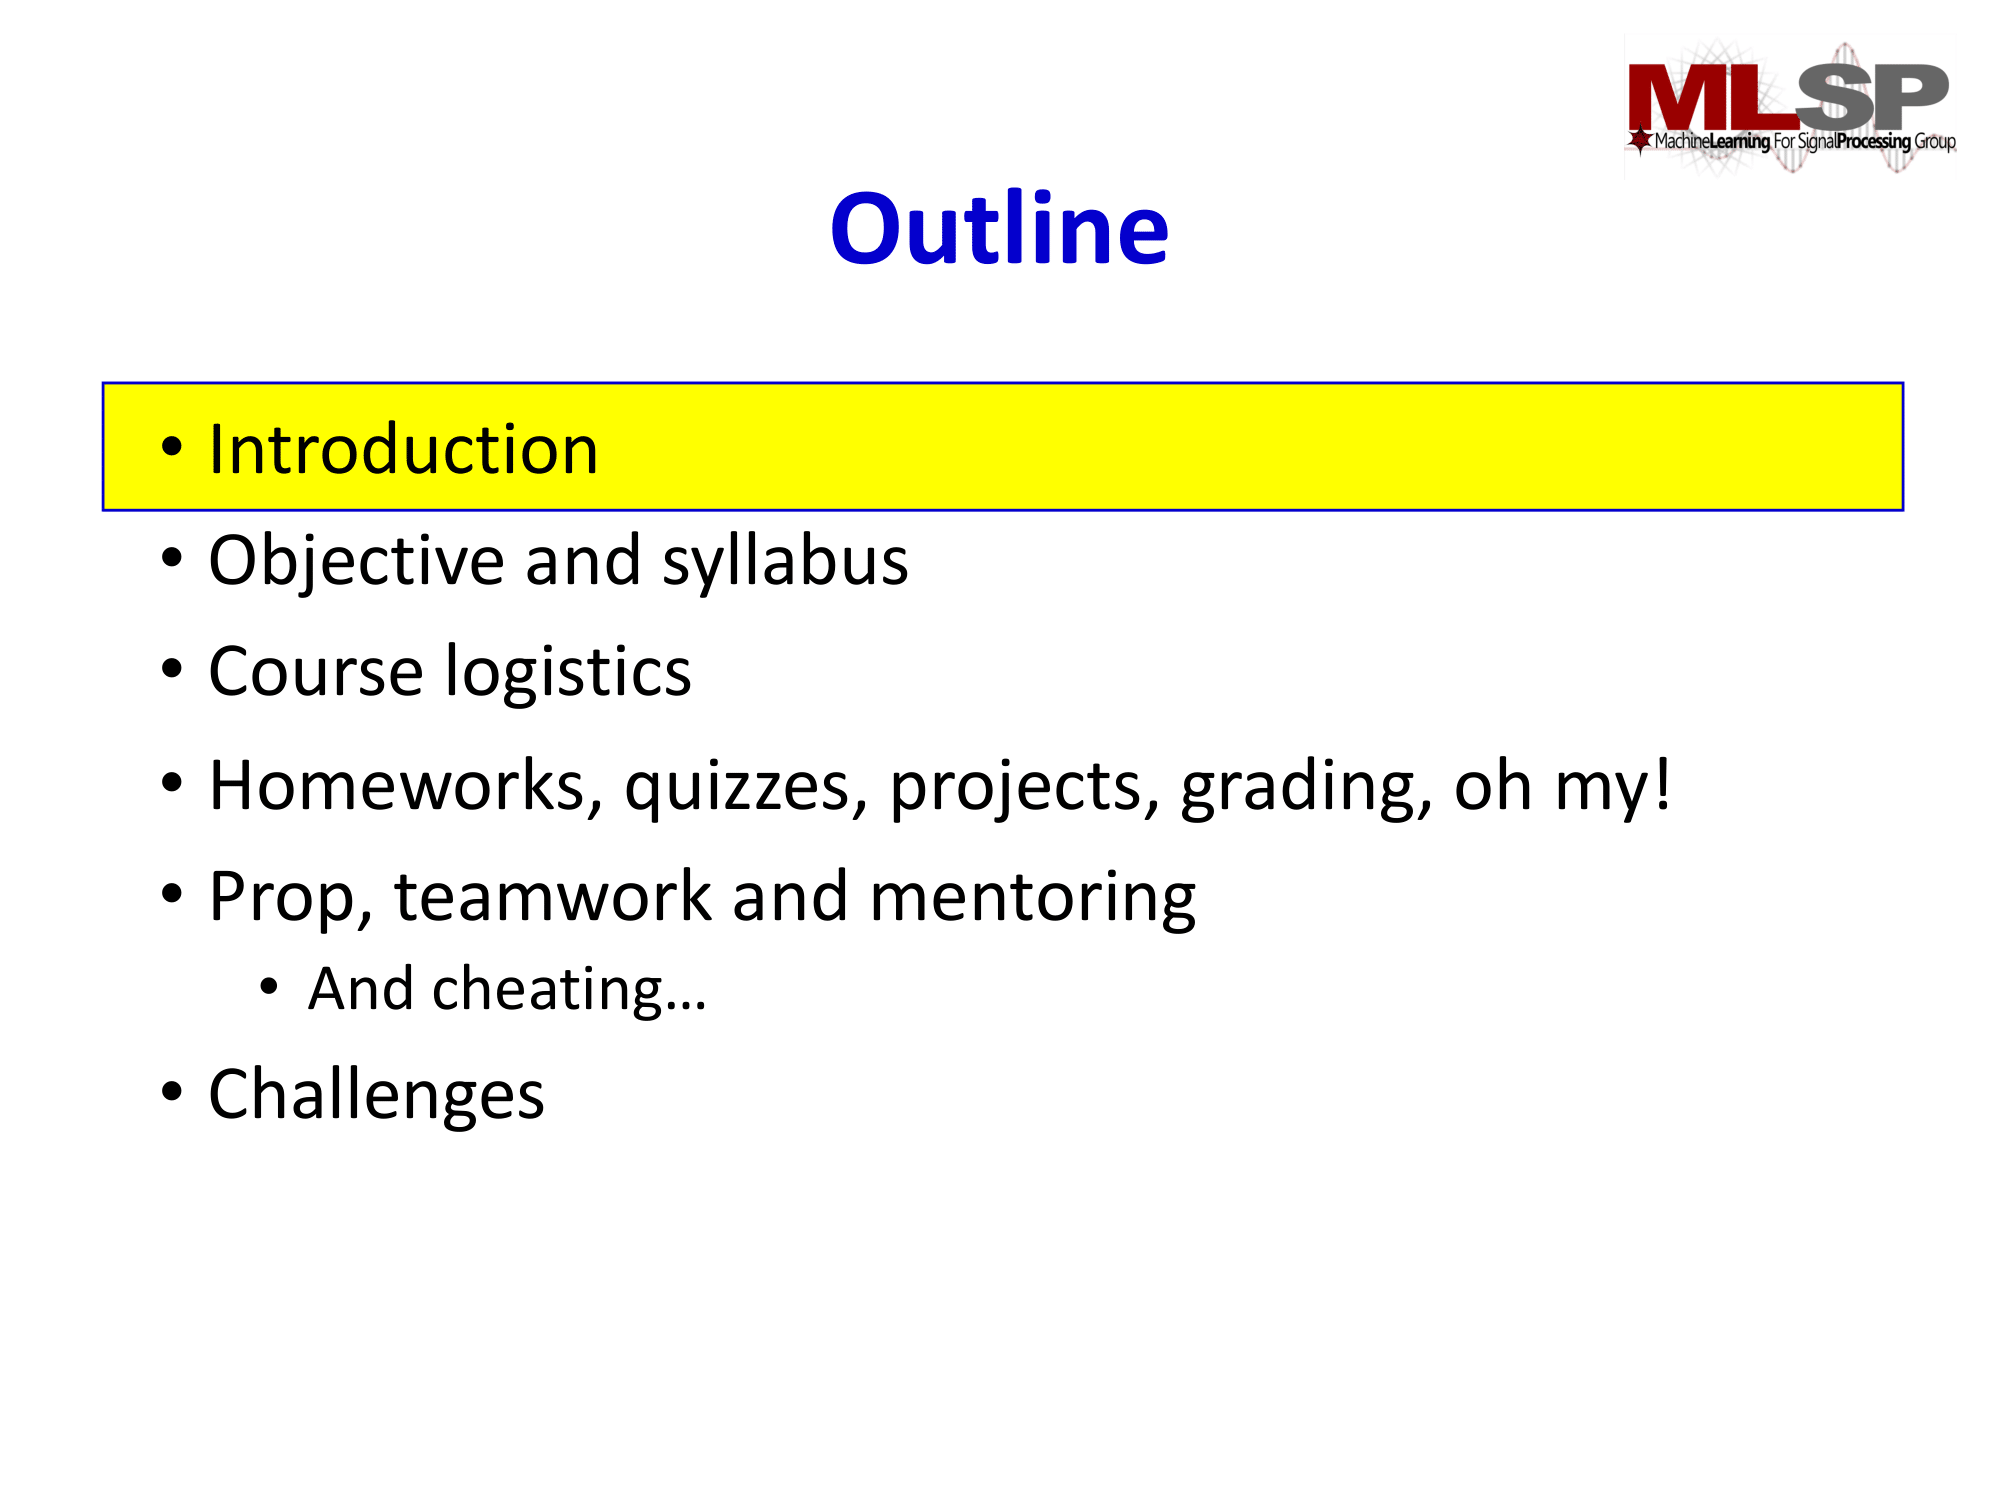 MLSP
MachineLearning For SignalProcessing Group
Outline
• Introduction
• Objective and syllabus
• Course logistics
• Homeworks, quizzes, projects, grading, oh my!
• Prop, teamwork and mentoring
• And cheating…
• Challenges